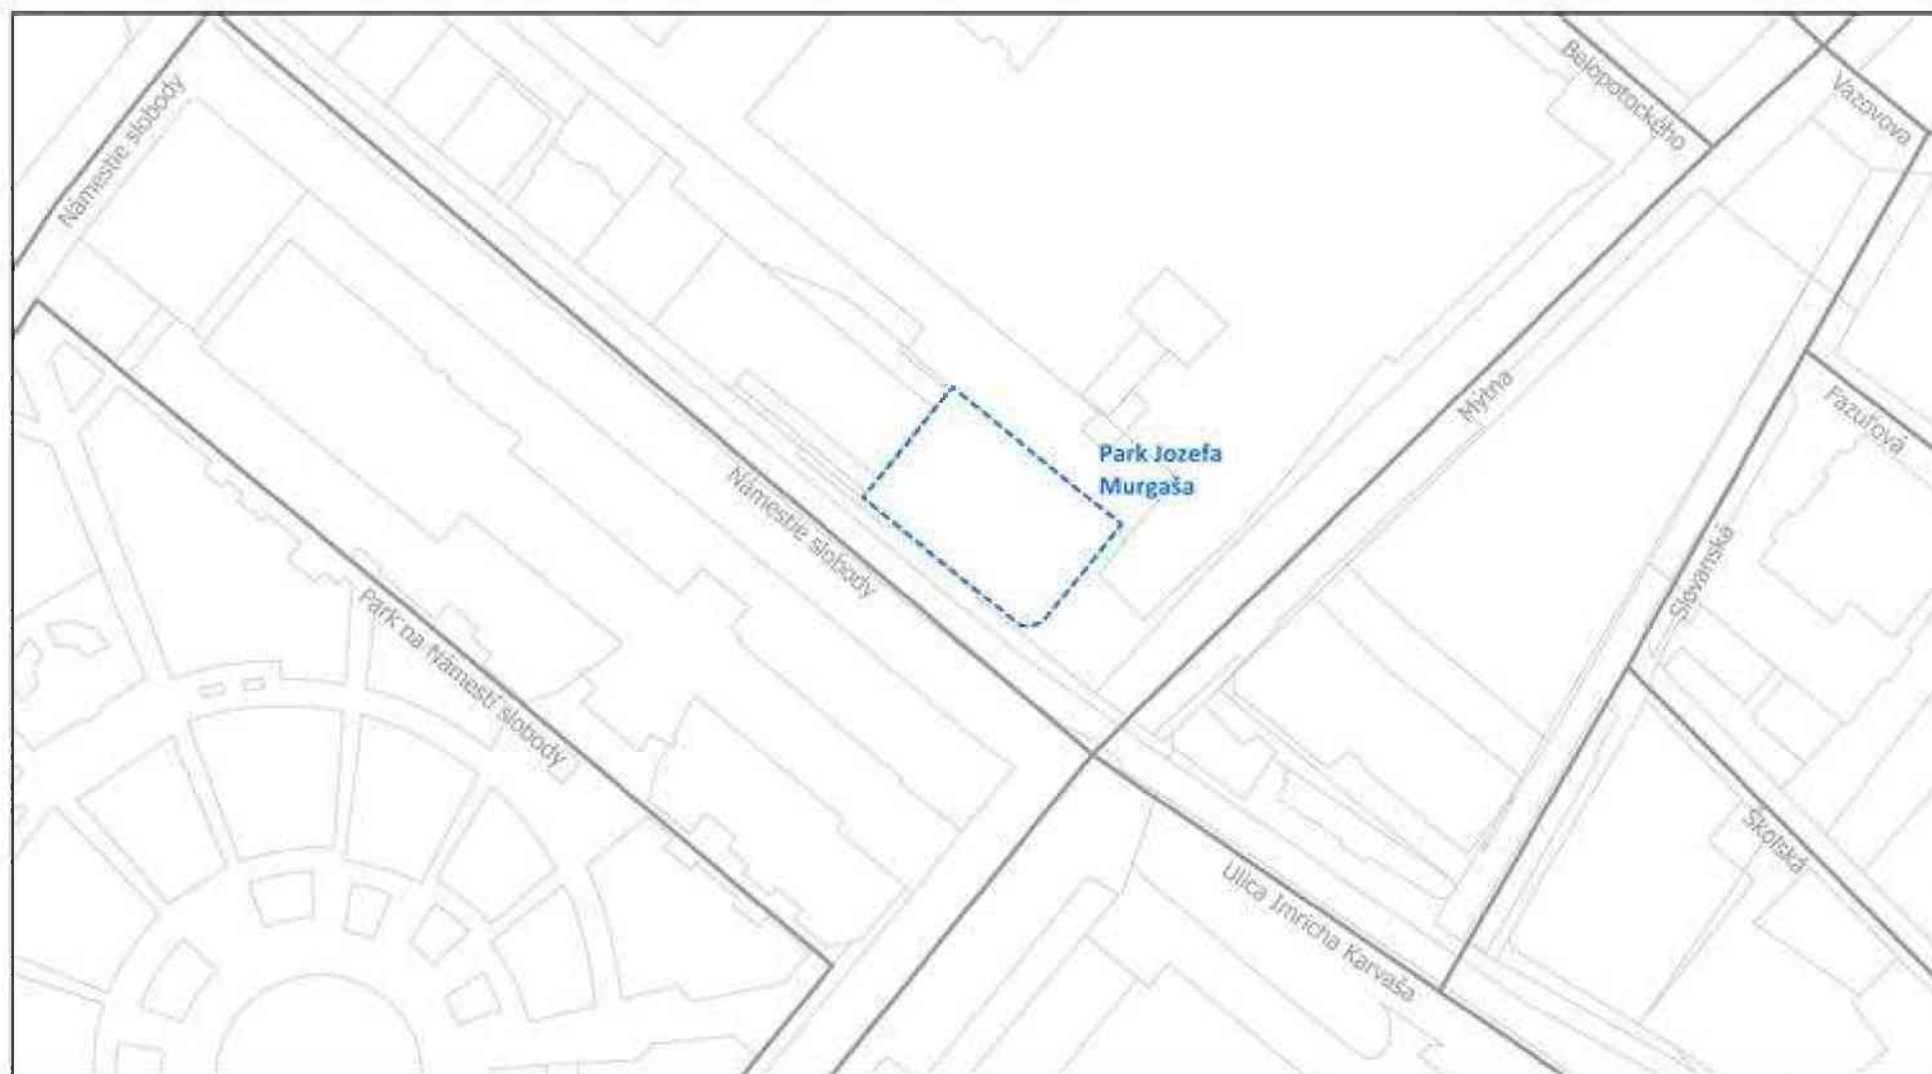 Belopotockého
Vazovova
Námestie slobody
Mýtna
Fazuľová
Park Jozefa
Murgaša
Námestie slobody
Slovanská
Park na Námestí slobody
Školská
Ulica Imricha Karvaša